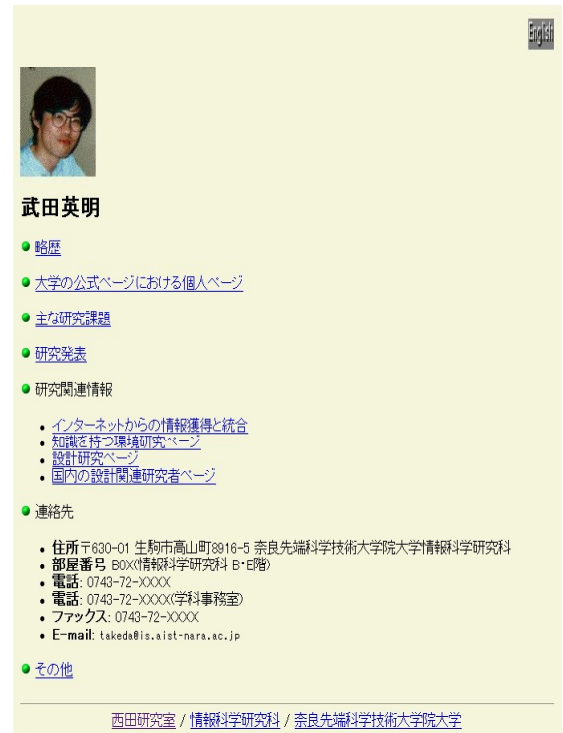 English
武田英明
略歴
大学の公式ページにおける個人ページ
主な研究課題
研究発表
研究関連情報
インターネットからの情報獲得と統合
知識を持つ環境研究ページ
設計研究ページ
国内の設計関連研究者ページ
連絡先
住所〒630-01 生駒市高山町8916-5 奈良先端科学技術大学院大学情報科学研究科
部屋番号 BOX(情報科学研究科 B・E階)
電話: 0743-72-XXXX
電話: 0743-72-XXXX(学科事務室)
ファックス: 0743-72-XXXX
E-mail: takeda@is.aist-nara.ac.jp
その他
西田研究室 / 情報科学研究科 / 奈良先端科学技術大学院大学